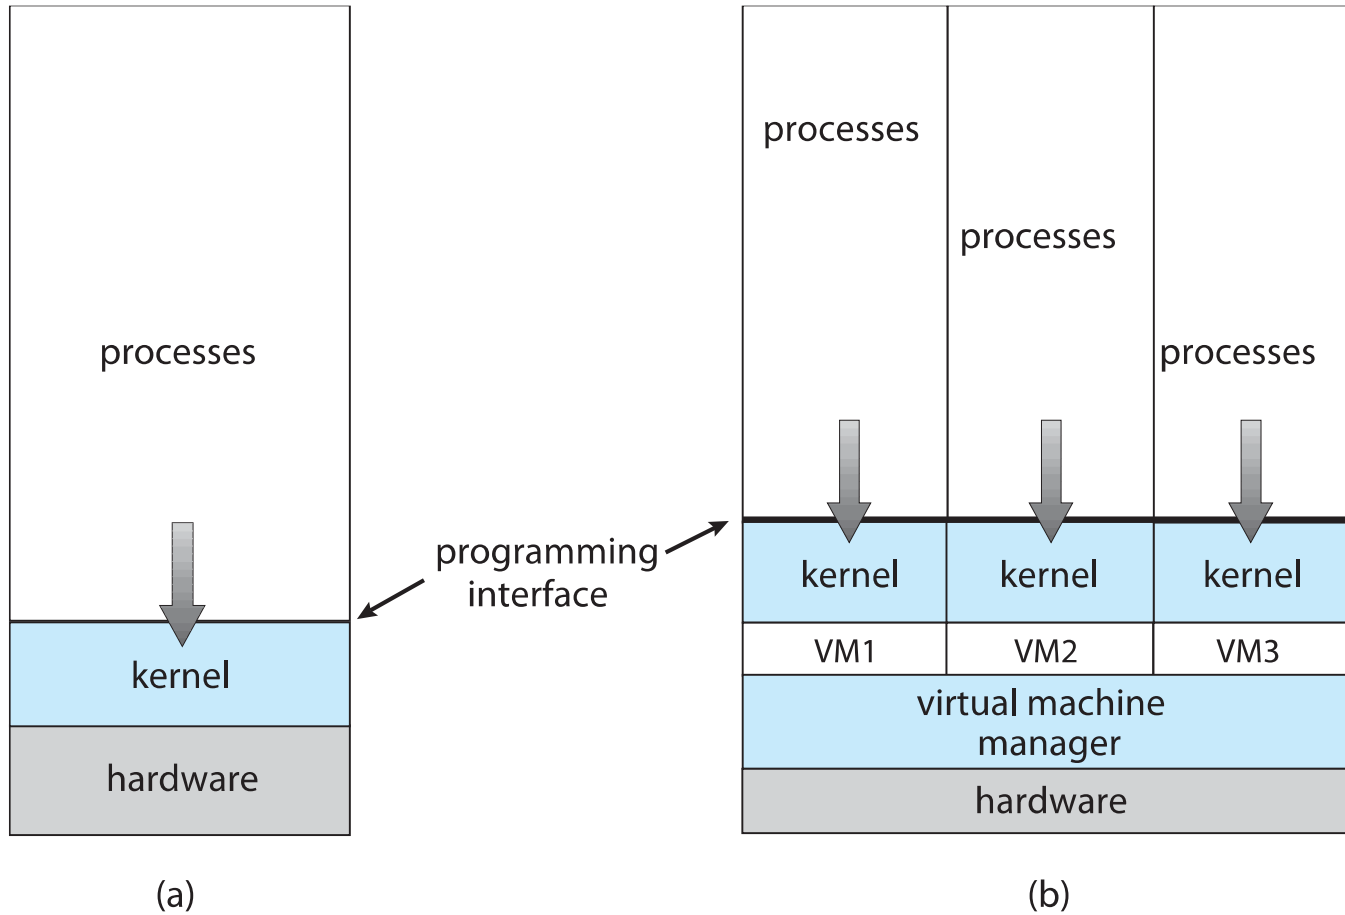 processes
kernel
hardware
(a)
programming
interface
processes
processes
processes
kernel
kernel
kernel
VM1
VM2
VM3
virtual machine
manager
hardware
(b)